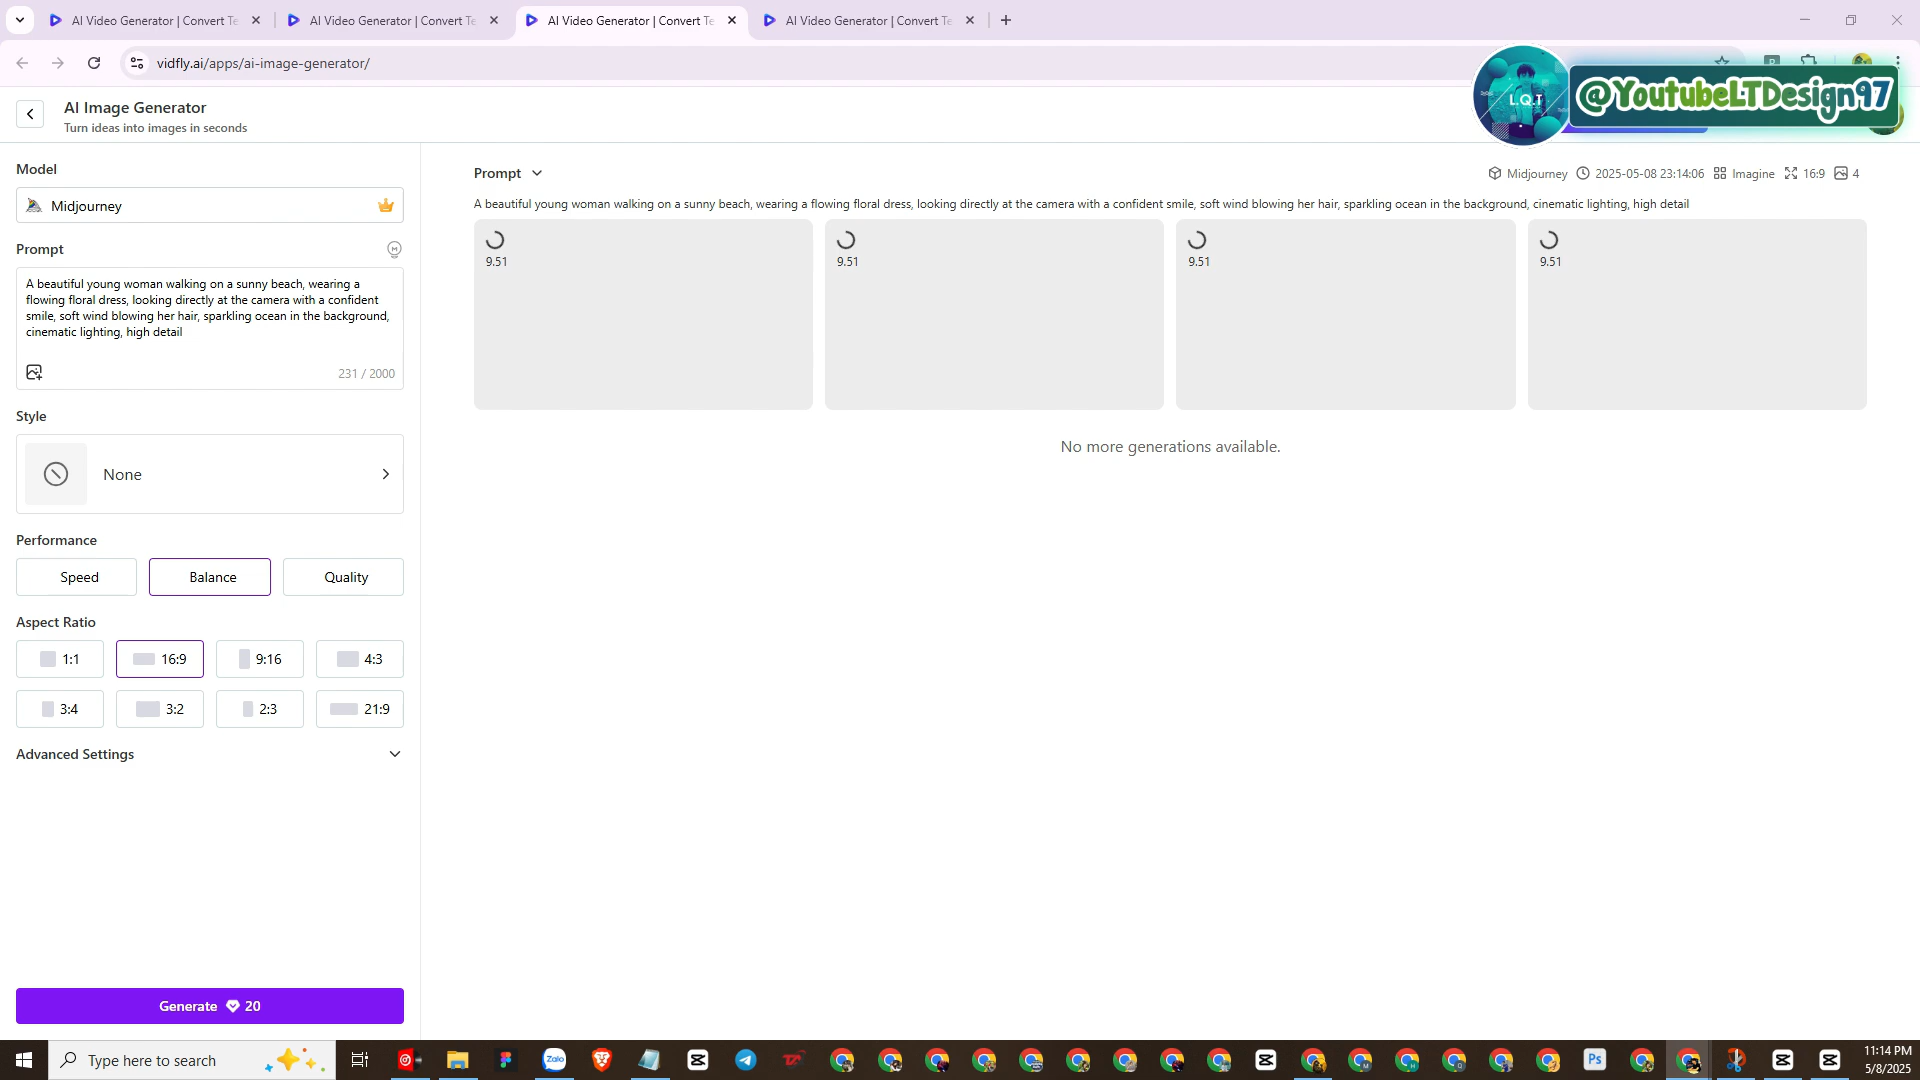 AI Video Generator | Convert Te
AI Video Generator | Convert Te
AI Video Generator | Convert Te
AI Video Generator | Convert Te
vidfly.ai/apps/ai-image-generator/
L.Q.T
@YoutubeLTDesign97
AI Image Generator
Turn ideas into images in seconds
Model
Midjourney
Prompt
A beautiful young woman walking on a sunny beach, wearing a
flowing floral dress, looking directly at the camera with a confident
smile, soft wind blowing her hair, sparkling ocean in the background,
cinematic lighting, high detail
231 / 2000
Style
None
Performance
Speed
Balance
Quality
Aspect Ratio
1:1
16:9
9:16
4:3
3:4
3:2
2:3
21:9
Advanced Settings
Generate 20
Prompt
Midjourney 2025-05-08 23:14:06 Imagine 16:9 4
A beautiful young woman walking on a sunny beach, wearing a flowing floral dress, looking directly at the camera with a confident smile, soft wind blowing her hair, sparkling ocean in the background, cinematic lighting, high detail
9.51
9.51
9.51
9.51
No more generations available.
Type here to search
Zalo
Ps
11:14 PM
5/8/2025